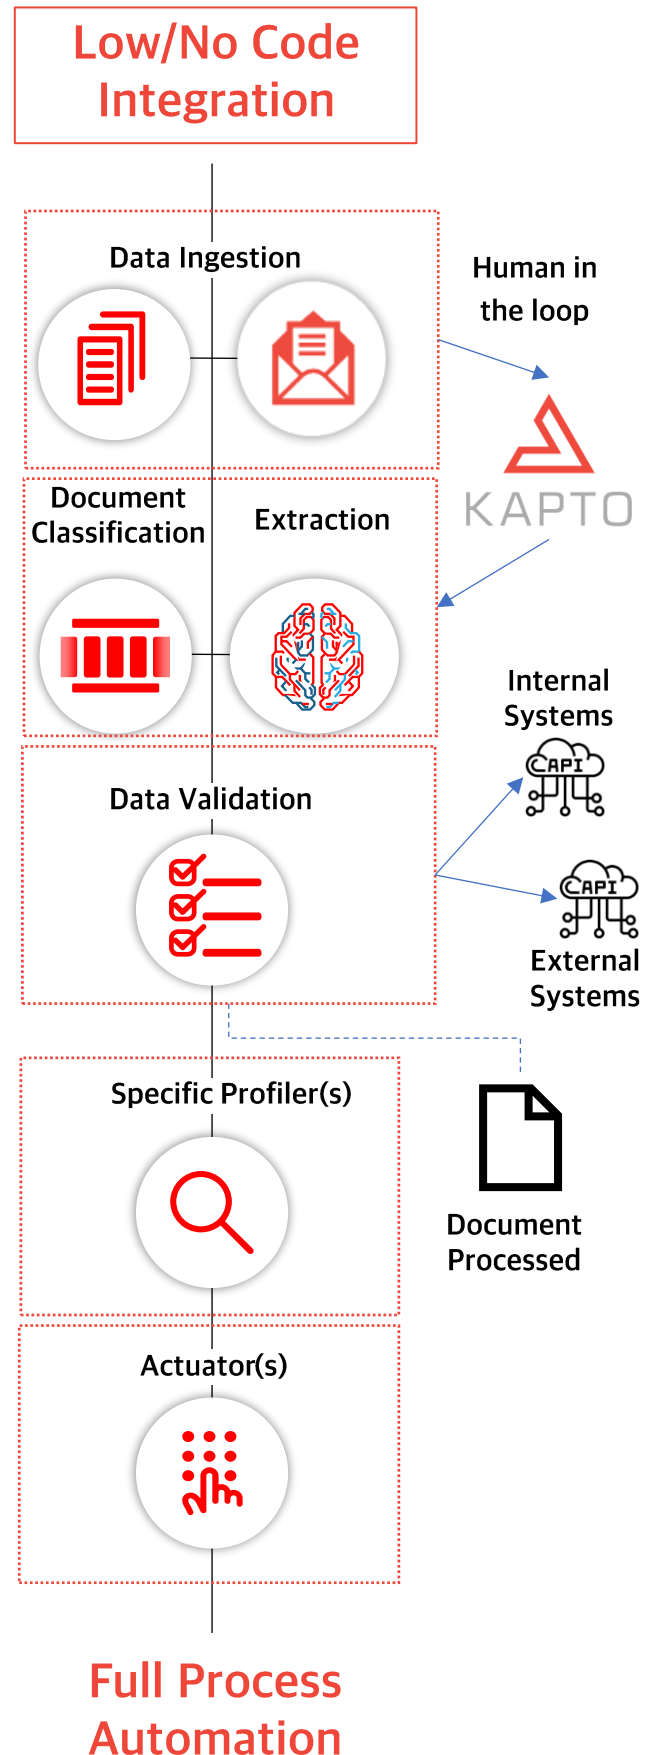 Low/No Code
Integration
Data Ingestion
Human in
the loop
KAPTO
Document
Classification
Extraction
Internal
Systems
API
Data Validation
API
External
Systems
Specific Profiler(s)
Document
Processed
Actuator(s)
Full Process
Automation